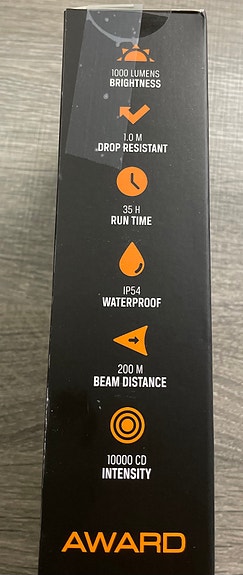 1000 LUMENS
BRIGHTNESS
1.0 M
DROP RESISTANT
35 H
RUN TIME
IP54
WATERPROOF
200 M
BEAM DISTANCE
10000 CD
INTENSITY
AWARD